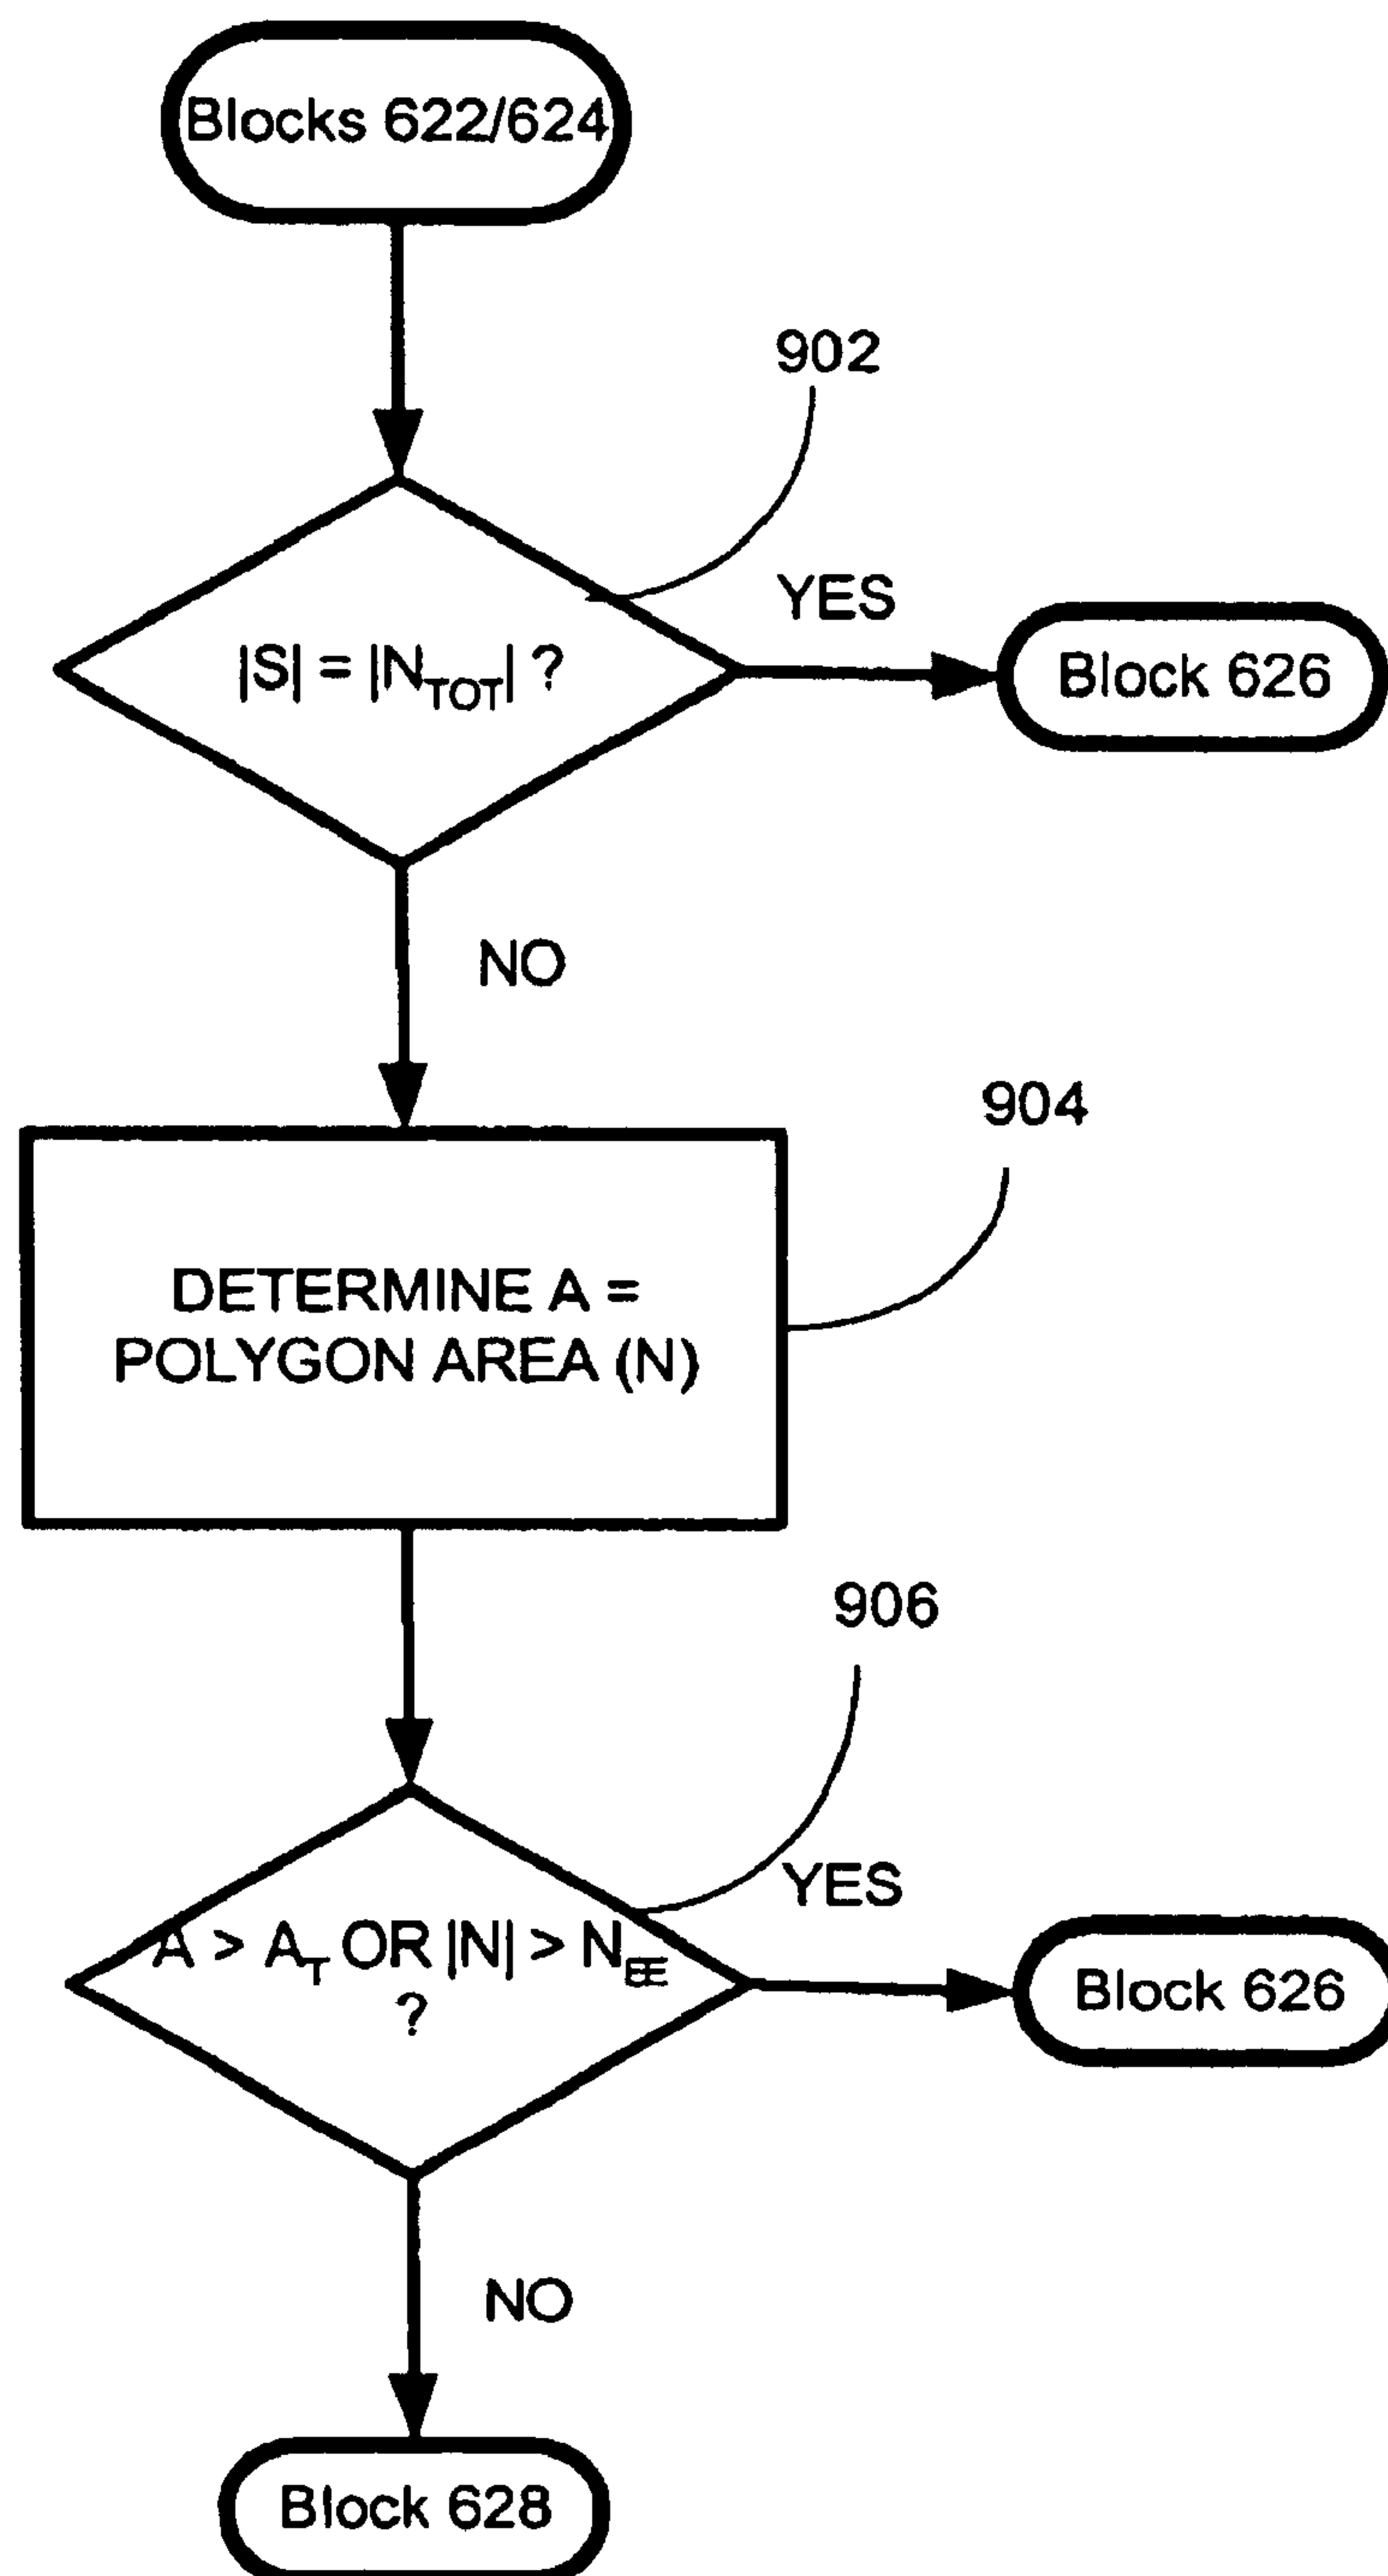 Blocks 622/624
902
YES
|S| = |N_TOT| ?
Block 626
NO
904
DETERMINE A =
POLYGON AREA (N)
906
YES
A > A_T OR |N| > N_EE
?
Block 626
NO
Block 628